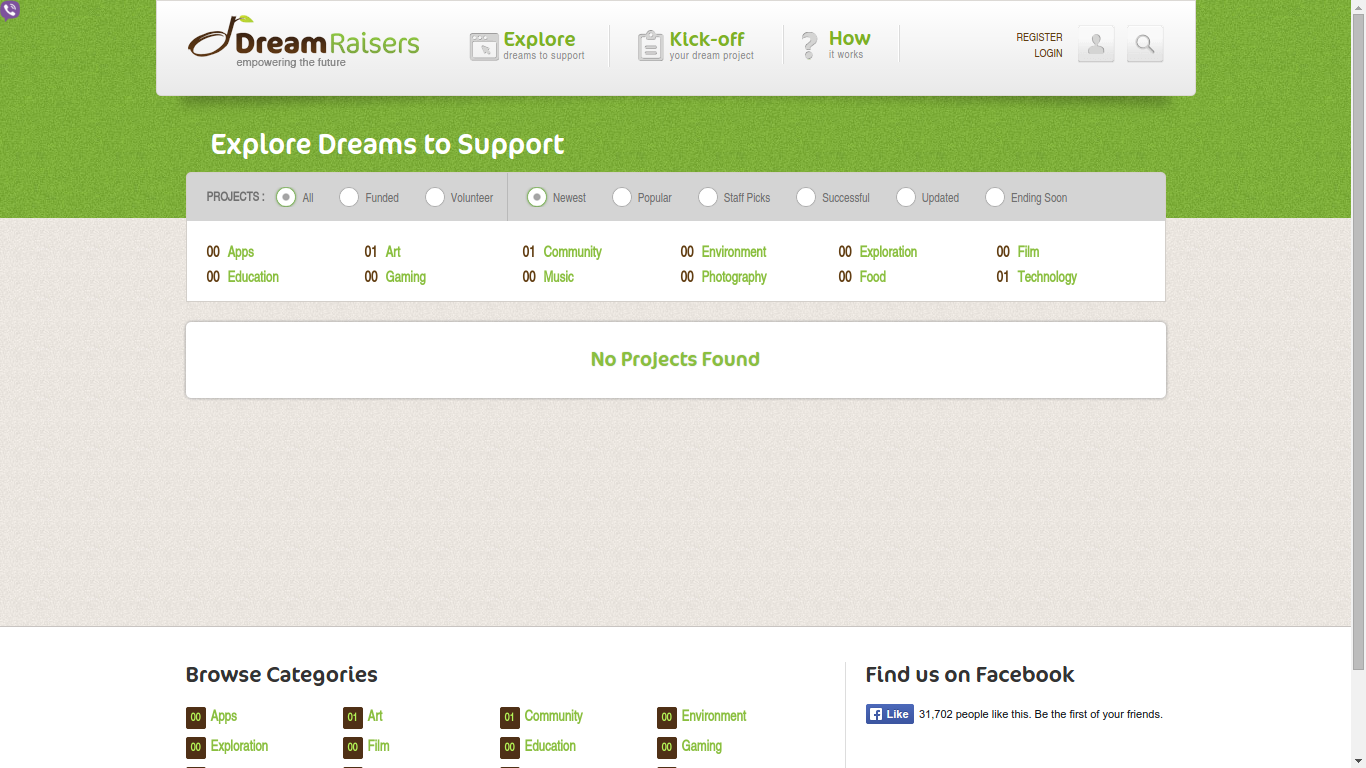 DreamRaisers
empowering the future
Explore
dreams to support
Kick-off
your dream project
How
it works
REGISTER
LOGIN
Explore Dreams to Support
PROJECTS : All Funded Volunteer Newest Popular Staff Picks Successful Updated Ending Soon
00 Apps 01 Art 01 Community 00 Environment 00 Exploration 00 Film
00 Education 00 Gaming 00 Music 00 Photography 00 Food 01 Technology
No Projects Found
Browse Categories
00 Apps 01 Art 01 Community 00 Environment
00 Exploration 00 Film 00 Education 00 Gaming
Find us on Facebook
Like 31,702 people like this. Be the first of your friends.